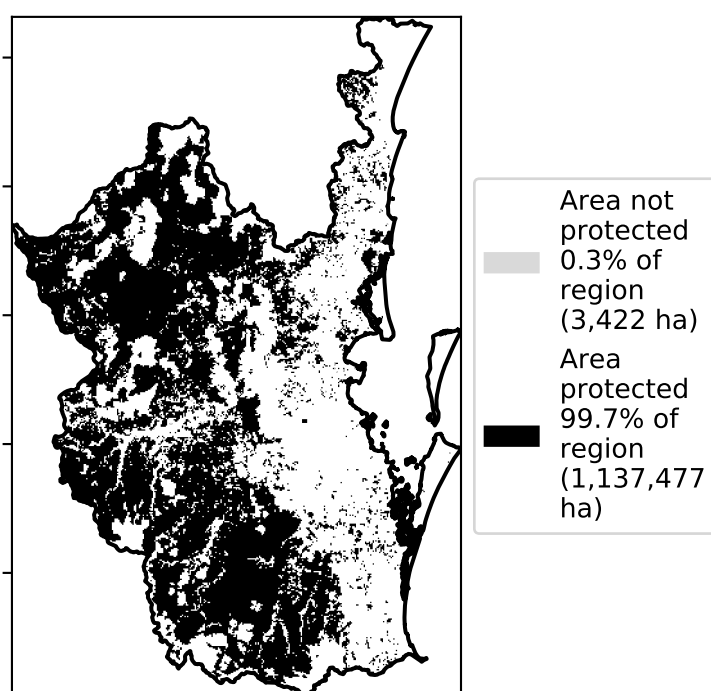 Area not
protected
0.3% of
region
(3,422 ha)
Area
protected
99.7% of
region
(1,137,477
ha)